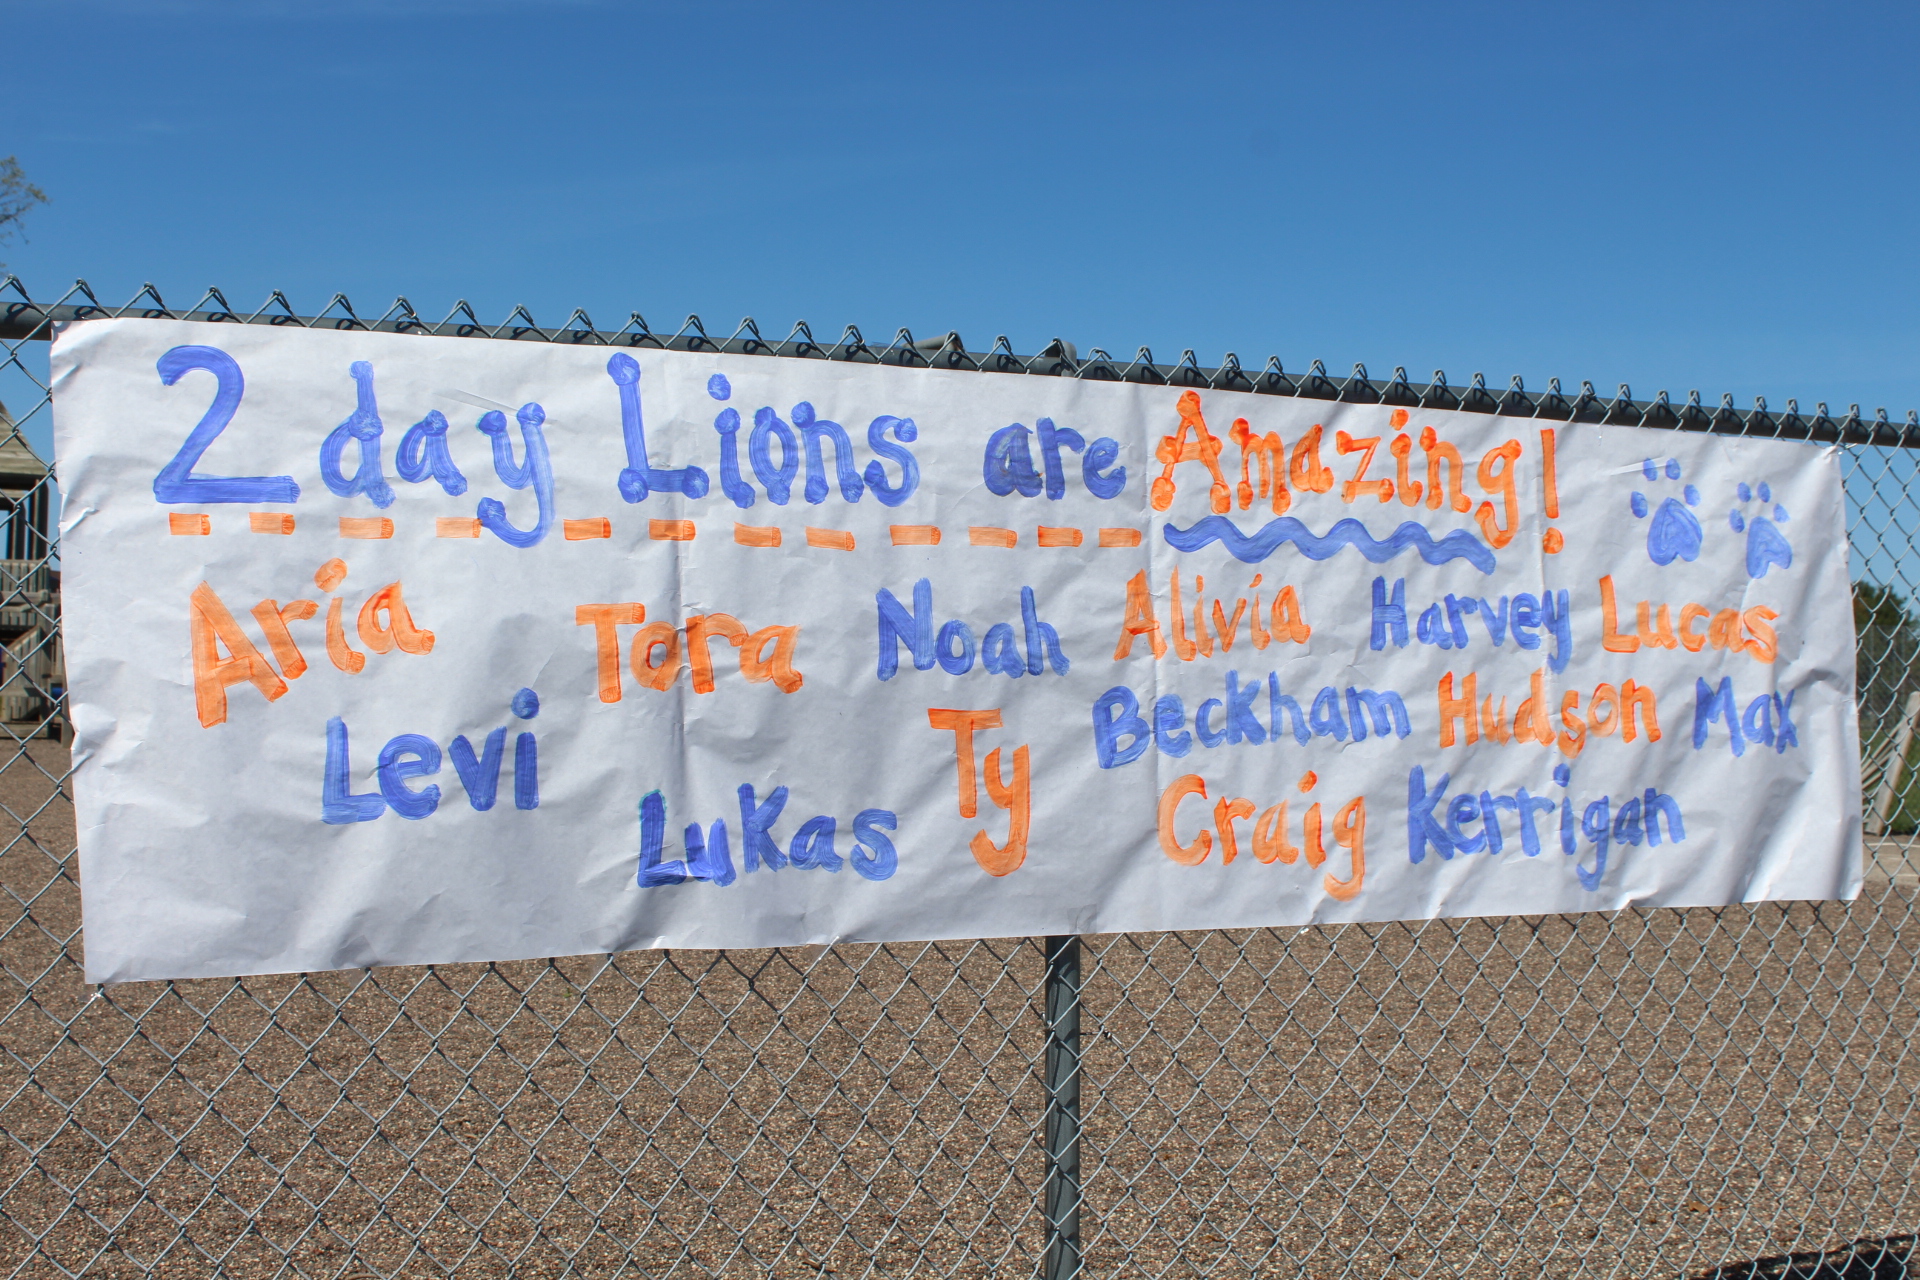 2 day Lions are Amazing!
Aria Tora Noah Alivia Harvey Lucas
Levi Lukas Ty Beckham Hudson Max
Craig Kerrigan